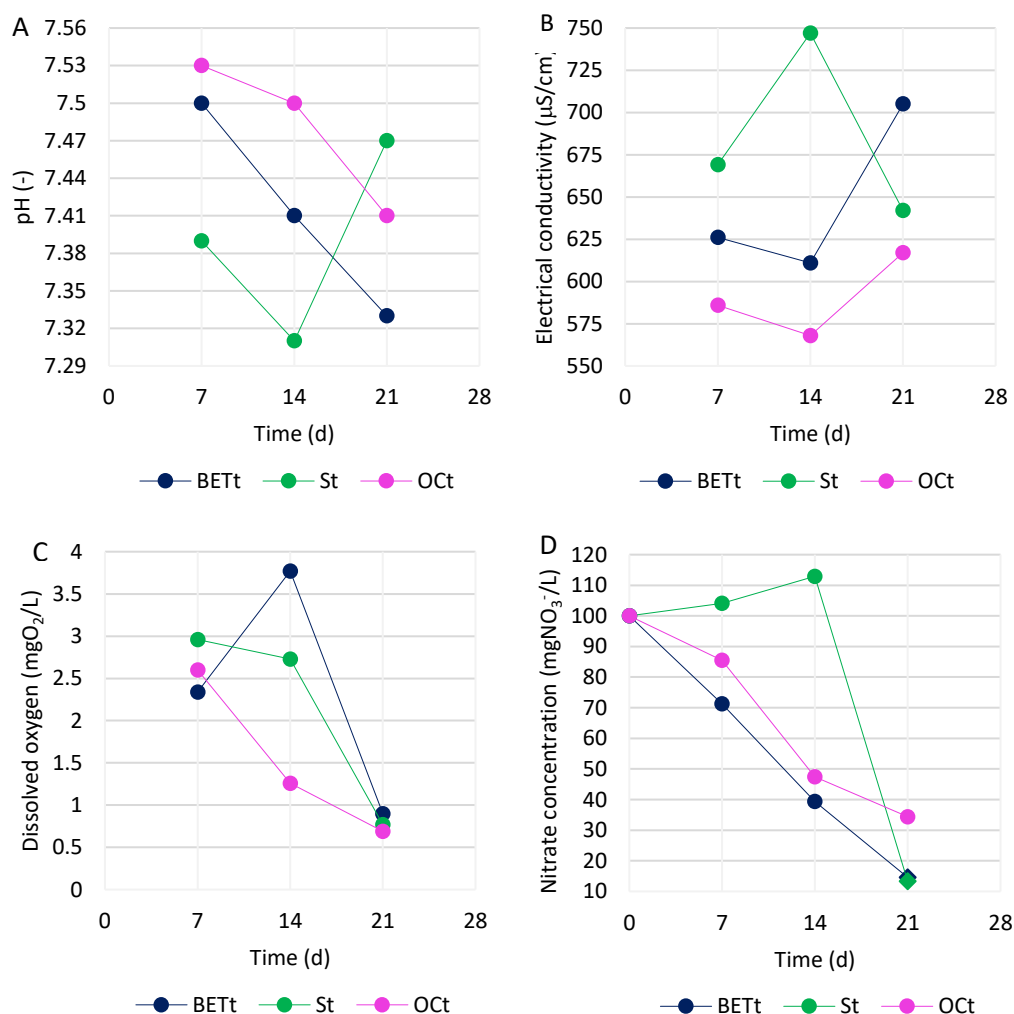 A
pH (-)
7.56
7.53
7.5
7.47
7.44
7.41
7.38
7.35
7.32
7.29
0 7 14 21 28
Time (d)
BETt St OCt
B
Electrical conductivity (µS/cm)
750
725
700
675
650
625
600
575
550
0 7 14 21 28
Time (d)
BETt St OCt
C
Dissolved oxygen (mgO2/L)
4
3.5
3
2.5
2
1.5
1
0.5
0
0 7 14 21 28
Time (d)
BETt St OCt
D
Nitrate concentration (mgNO3-/L)
120
110
100
90
80
70
60
50
40
30
20
10
0 7 14 21 28
Time (d)
BETt St OCt